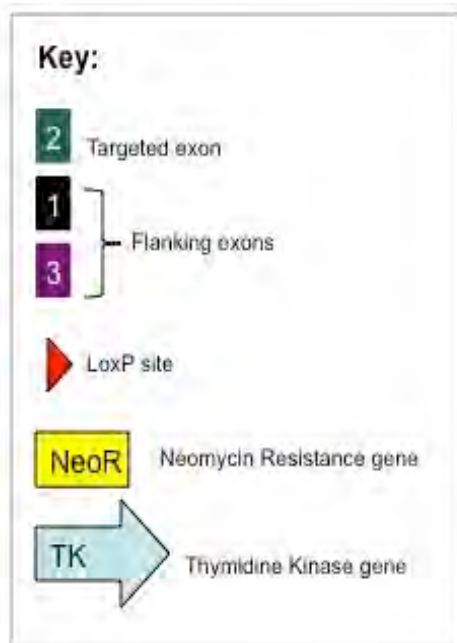 Key:
2 Targeted exon
1
Flanking exons
3
LoxP site
NeoR Neomycin Resistance gene
TK Thymidine Kinase gene